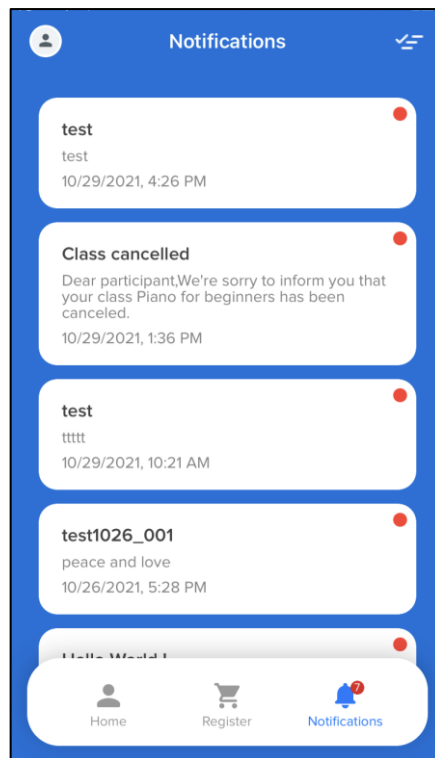 Notifications
test
test
10/29/2021, 4:26 PM
Class cancelled
Dear participant,We're sorry to inform you that
your class Piano for beginners has been
canceled.
10/29/2021, 1:36 PM
test
ttttt
10/29/2021, 10:21 AM
test1026_001
peace and love
10/26/2021, 5:28 PM
Hello World !
7
Home
Register
Notifications